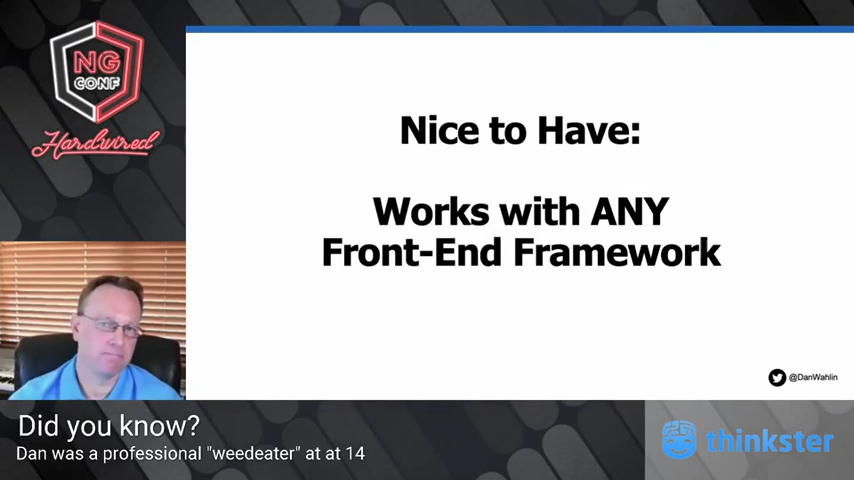 NG
CONF
Hardwired
Nice to Have:
Works with ANY
Front-End Framework
@DanWahlin
Did you know?
Dan was a professional "weedeater" at at 14
thinkster